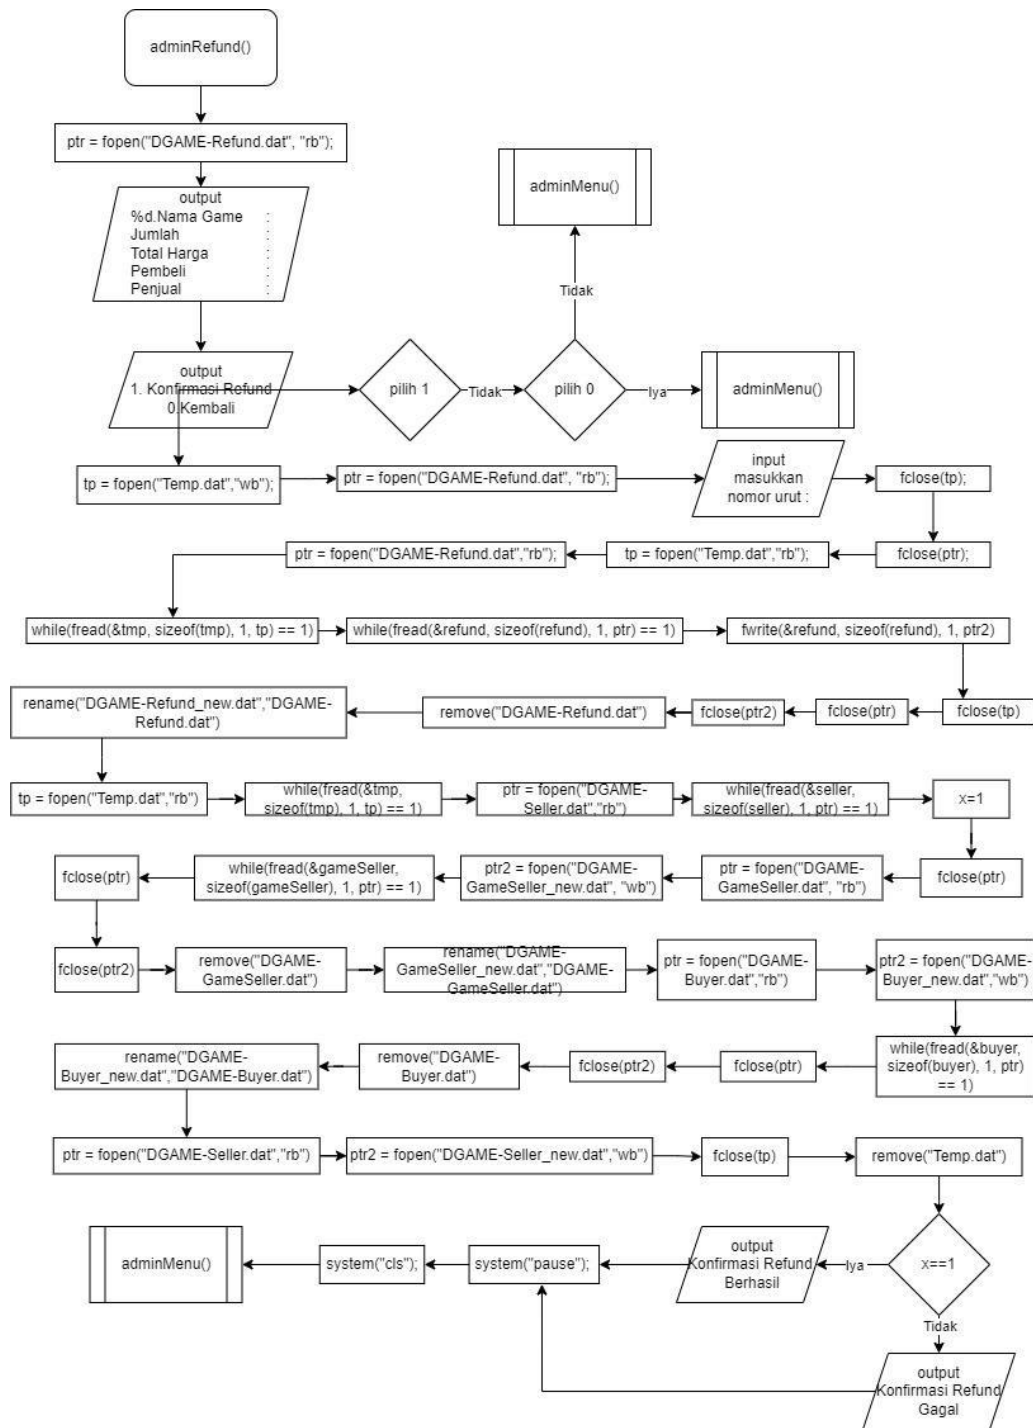 adminRefund()
ptr = fopen("DGAME-Refund.dat", "rb");
output
%d.Nama Game :
Jumlah :
Total Harga :
Pembeli :
Penjual :
adminMenu()
Tidak
output
1. Konfirmasi Refund
0.Kembali
pilih 1
Tidak
pilih 0
Iya
adminMenu()
tp = fopen("Temp.dat","wb");
ptr = fopen("DGAME-Refund.dat", "rb");
input
masukkan
nomor urut :
fclose(tp);
fclose(ptr);
tp = fopen("Temp.dat","rb");
ptr = fopen("DGAME-Refund.dat","rb");
while(fread(&tmp, sizeof(tmp), 1, tp) == 1)
while(fread(&refund, sizeof(refund), 1, ptr) == 1)
fwrite(&refund, sizeof(refund), 1, ptr2)
fclose(tp)
fclose(ptr)
fclose(ptr2)
remove("DGAME-Refund.dat")
rename("DGAME-Refund_new.dat","DGAME-
Refund.dat")
tp = fopen("Temp.dat","rb")
while(fread(&tmp,
sizeof(tmp), 1, tp) == 1)
ptr = fopen("DGAME-
Seller.dat","rb")
while(fread(&seller,
sizeof(seller), 1, ptr) == 1)
x=1
fclose(ptr)
ptr = fopen("DGAME-
GameSeller.dat", "rb")
ptr2 = fopen("DGAME-
GameSeller_new.dat", "wb")
while(fread(&gameSeller,
sizeof(gameSeller), 1, ptr) == 1)
fclose(ptr)
fclose(ptr2)
remove("DGAME-
GameSeller.dat")
rename("DGAME-
GameSeller_new.dat","DGAME-
GameSeller.dat")
ptr = fopen("DGAME-
Buyer.dat","rb")
ptr2 = fopen("DGAME-
Buyer_new.dat","wb")
while(fread(&buyer,
sizeof(buyer), 1, ptr)
== 1)
fclose(ptr)
fclose(ptr2)
remove("DGAME-
Buyer.dat")
rename("DGAME-
Buyer_new.dat","DGAME-Buyer.dat")
ptr = fopen("DGAME-Seller.dat","rb")
ptr2 = fopen("DGAME-Seller_new.dat","wb")
fclose(tp)
remove("Temp.dat")
x==1
Iya
output
Konfirmasi Refund
Berhasil
system("pause");
system("cls");
adminMenu()
Tidak
output
Konfirmasi Refund
Gagal